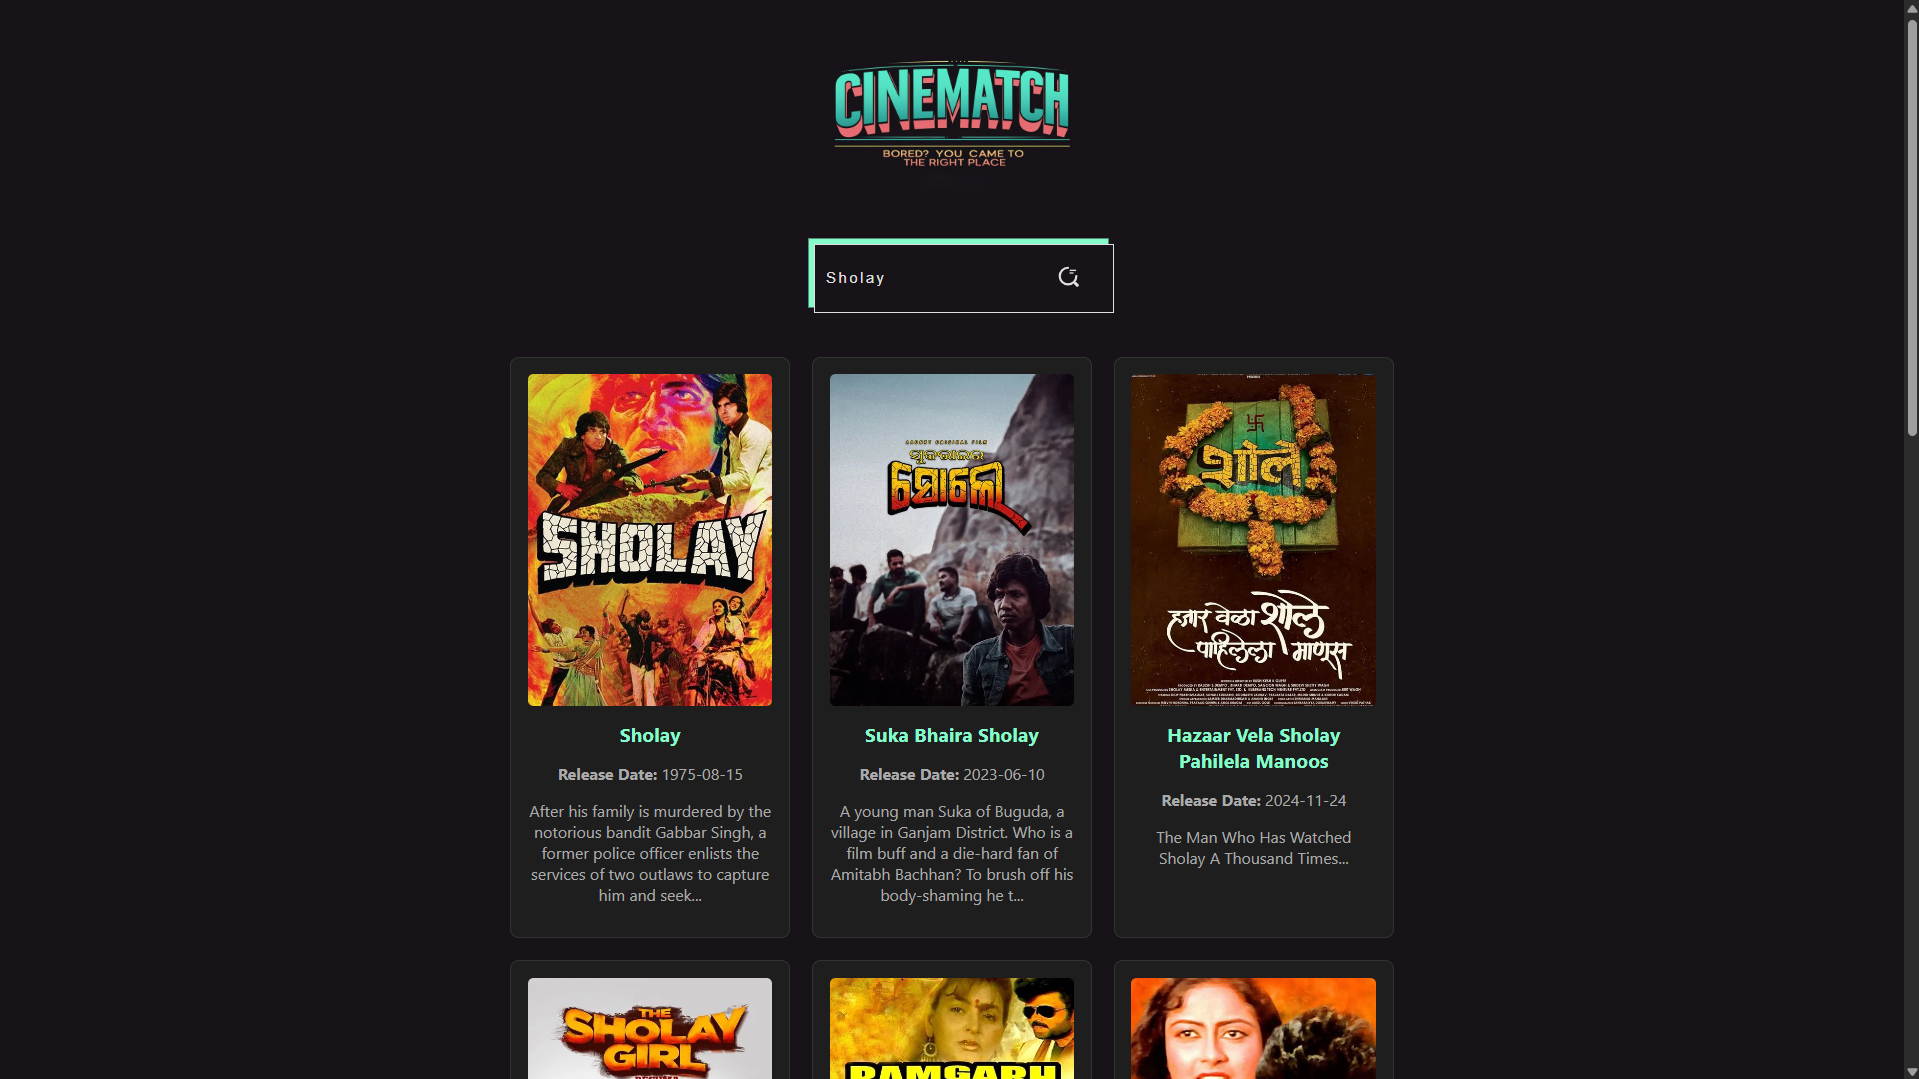 CINEMATCH
BORED? YOU CAME TO
THE RIGHT PLACE
Sholay
SHOLAY
ସୁକଭାଇର
ସୋଲେ
शोले
हजार वेळा शोले
पाहिलेला माणूस
Sholay
Release Date: 1975-08-15
After his family is murdered by the
notorious bandit Gabbar Singh, a
former police officer enlists the
services of two outlaws to capture
him and seek...
Suka Bhaira Sholay
Release Date: 2023-06-10
A young man Suka of Buguda, a
village in Ganjam District. Who is a
film buff and a die-hard fan of
Amitabh Bachhan? To brush off his
body-shaming he t...
Hazaar Vela Sholay
Pahilela Manoos
Release Date: 2024-11-24
The Man Who Has Watched
Sholay A Thousand Times...
THE
SHOLAY
GIRL
RAMGARH